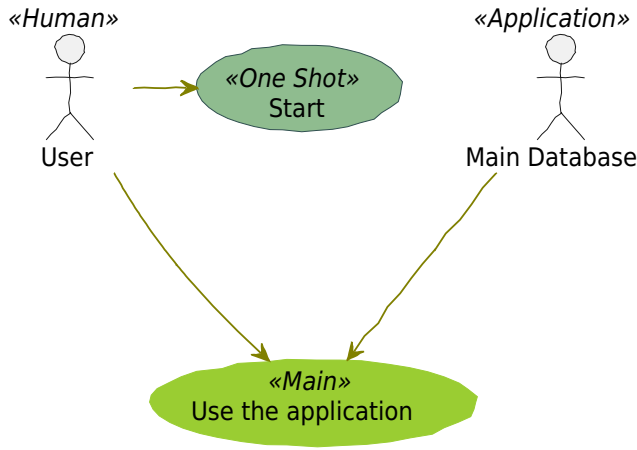 «Human»
User
«One Shot»
Start
«Application»
Main Database
«Main»
Use the application